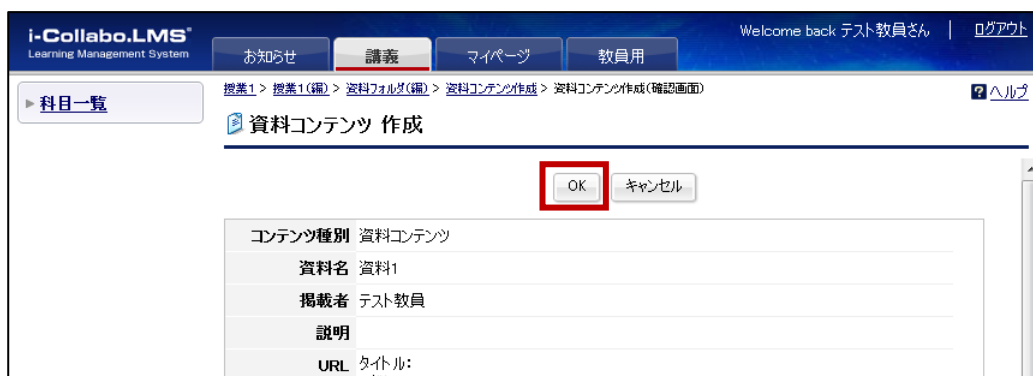 i-Collabo.LMS
Learning Management System
Welcome back テスト教員さん | ログアウト
お知らせ 講義 マイページ 教員用
科目一覧
授業1 > 授業1(編) > 資料フォルダ(編) > 資料コンテンツ作成 > 資料コンテンツ作成(確認画面)
?ヘルプ
資料コンテンツ 作成
OK キャンセル
コンテンツ種別 資料コンテンツ
資料名 資料1
掲載者 テスト教員
説明
URL タイトル: